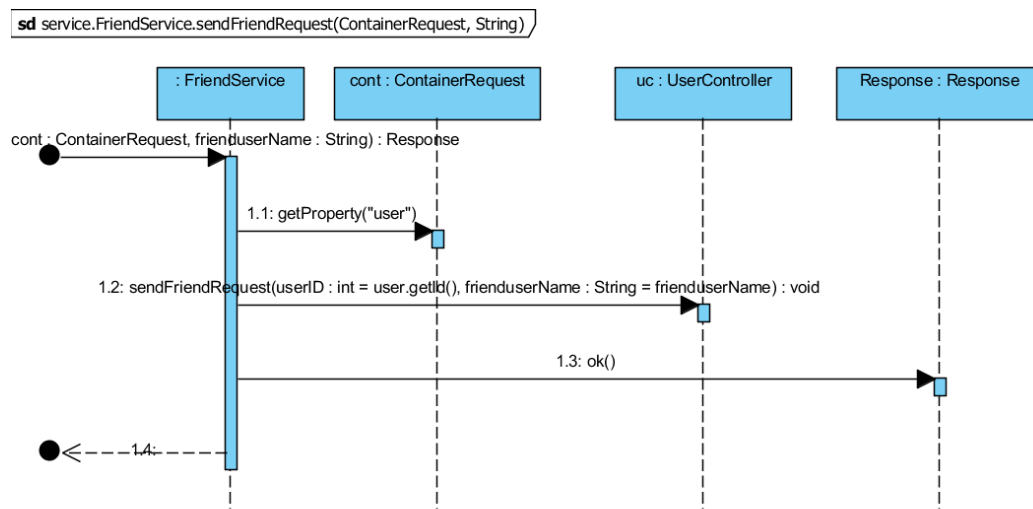 sd service.FriendService.sendFriendRequest(ContainerRequest, String)
: FriendService
cont : ContainerRequest
uc : UserController
Response : Response
cont : ContainerRequest, frienduserName : String) : Response
1.1: getProperty("user")
1.2: sendFriendRequest(userID : int = user.getId(), frienduserName : String = frienduserName) : void
1.3: ok()
1.4: